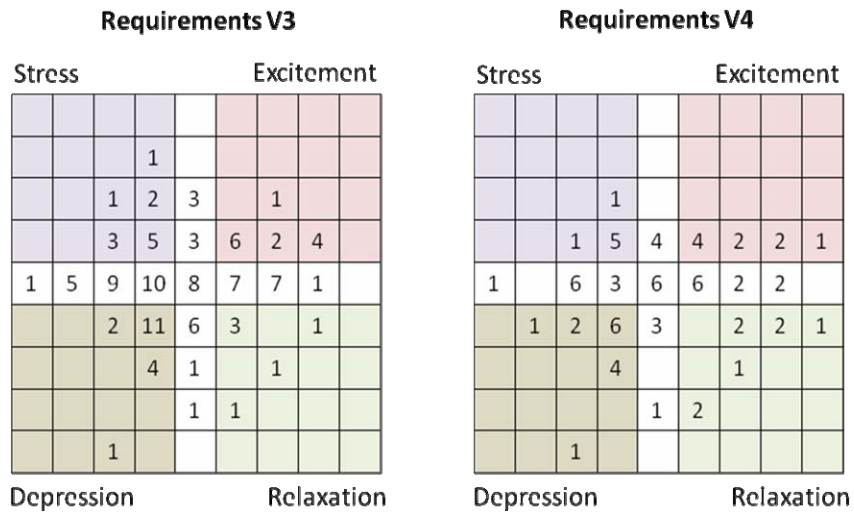 Requirements V3
Requirements V4
Stress
Excitement
Stress
Excitement
1
1 2 3 1
1
3 5 3 6 2 4
1 5 4 4 2 2 1
1 5 9 10 8 7 7 1
1 6 3 6 6 2 2
2 11 6 3 1
1 2 6 3 2 2 1
4 1 1
4 1
1 1
1 2
1
1
Depression
Relaxation
Depression
Relaxation